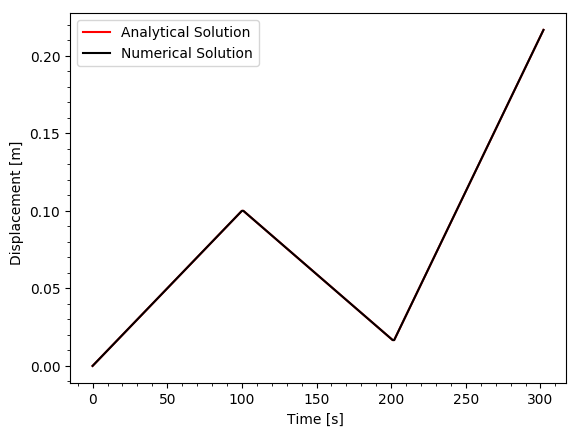 Analytical Solution
Numerical Solution
Displacement [m]
0.20
0.15
0.10
0.05
0.00
0 50 100 150 200 250 300
Time [s]